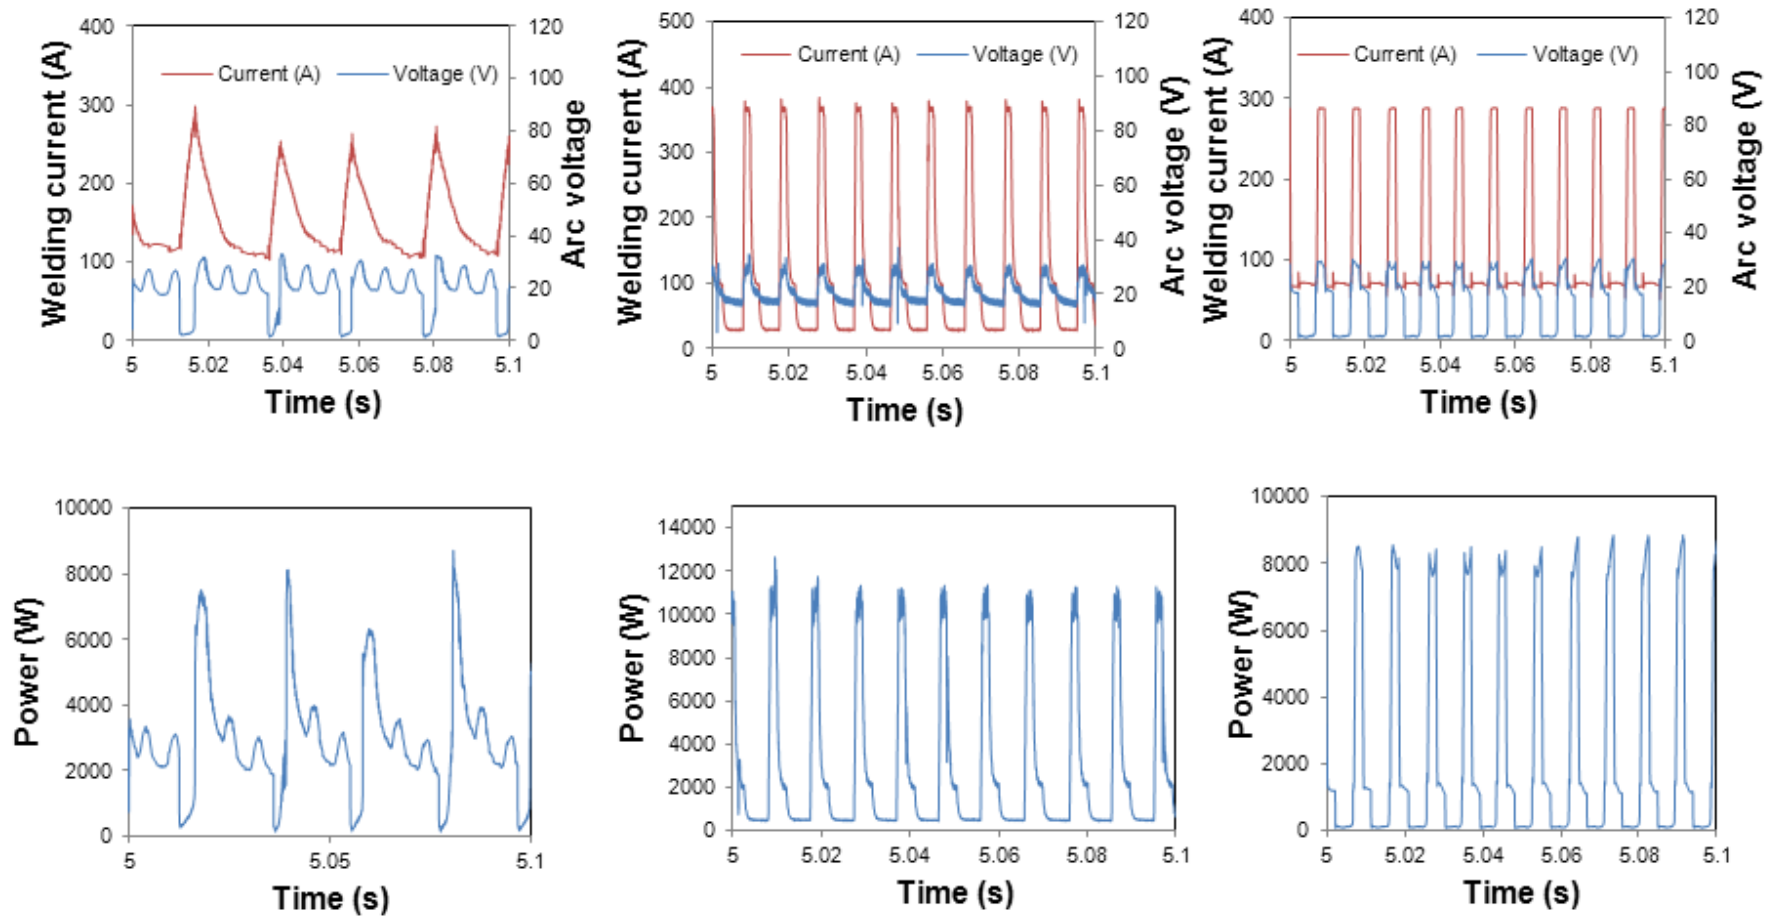 400
300
200
100
0
Welding current (A)
Current (A) Voltage (V)
120
100
80
60
40
20
0
Arc voltage
5 5.02 5.04 5.06 5.08 5.1
Time (s)
500
400
300
200
100
0
Welding current (A)
Current (A) Voltage (V)
120
100
80
60
40
20
0
Arc voltage (V)
5 5.02 5.04 5.06 5.08 5.1
Time (s)
400
300
200
100
0
Welding current (A)
Current (A) Voltage (V)
120
100
80
60
40
20
0
Arc voltage (V)
5 5.02 5.04 5.06 5.08 5.1
Time (s)
10000
8000
6000
4000
2000
0
Power (W)
5 5.05 5.1
Time (s)
14000
12000
10000
8000
6000
4000
2000
0
Power (W)
5 5.02 5.04 5.06 5.08 5.1
Time (s)
10000
8000
6000
4000
2000
0
Power (W)
5 5.02 5.04 5.06 5.08 5.1
Time (s)